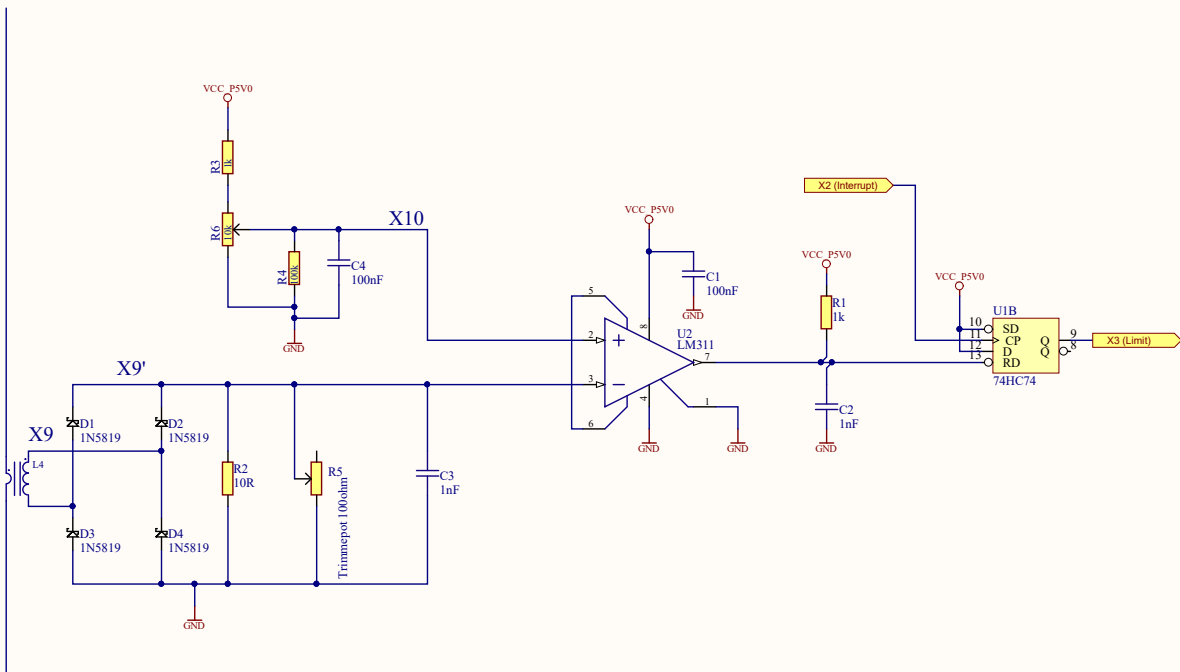 VCC_P5V0
R3
1k
R6
10k
X10
R4
100k
C4
100nF
GND
X9'
X9
L4
D1
1N5819
D2
1N5819
D3
1N5819
D4
1N5819
R2
10R
R5
Trimmepot 100ohm
C3
1nF
GND
VCC_P5V0
C1
100nF
GND
U2
LM311
5
2
3
6
8
4
7
1
GND
GND
X2 (Interrupt)
VCC_P5V0
R1
1k
C2
1nF
GND
VCC_P5V0
U1B
10
11
12
13
SD
CP
D
RD
Q
Q
9
8
74HC74
X3 (Limit)